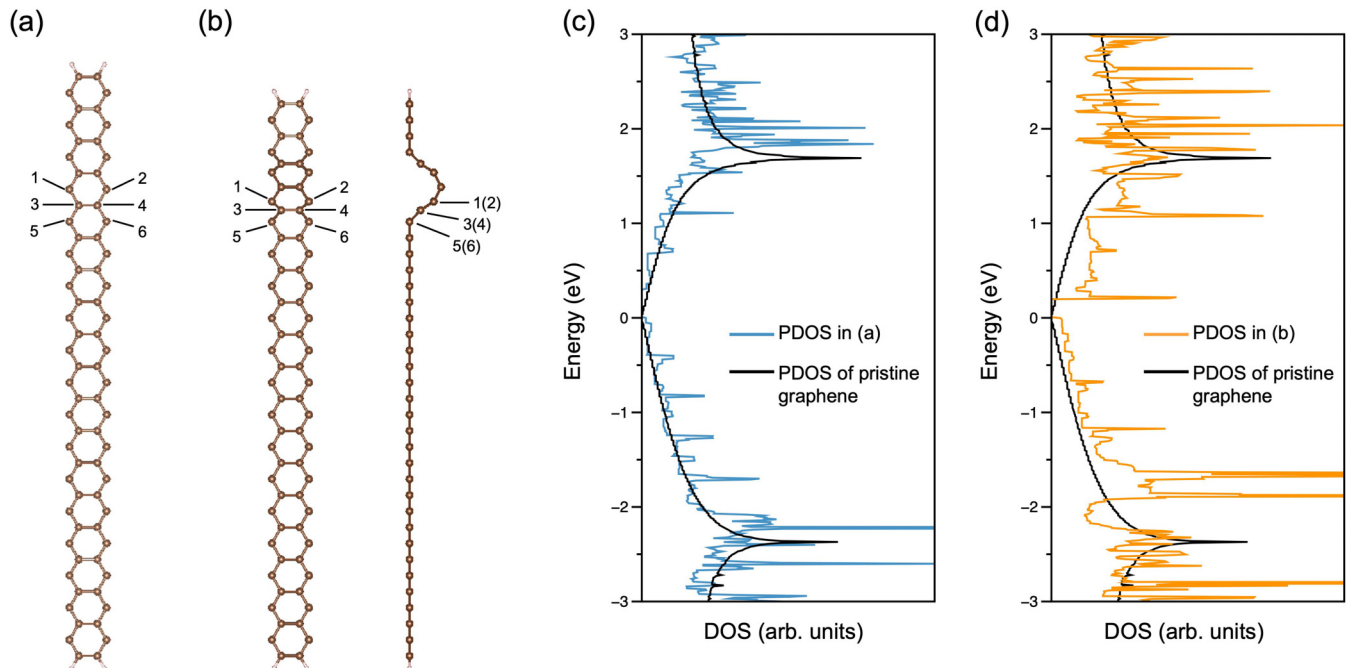 (a)
(b)
(c)
(d)
1
2
3
4
5
6
1
2
3
4
5
6
1(2)
3(4)
5(6)
3
2
1
0
−1
−2
−3
Energy (eV)
DOS (arb. units)
PDOS in (a)
PDOS of pristine
graphene
3
2
1
0
−1
−2
−3
Energy (eV)
DOS (arb. units)
PDOS in (b)
PDOS of pristine
graphene